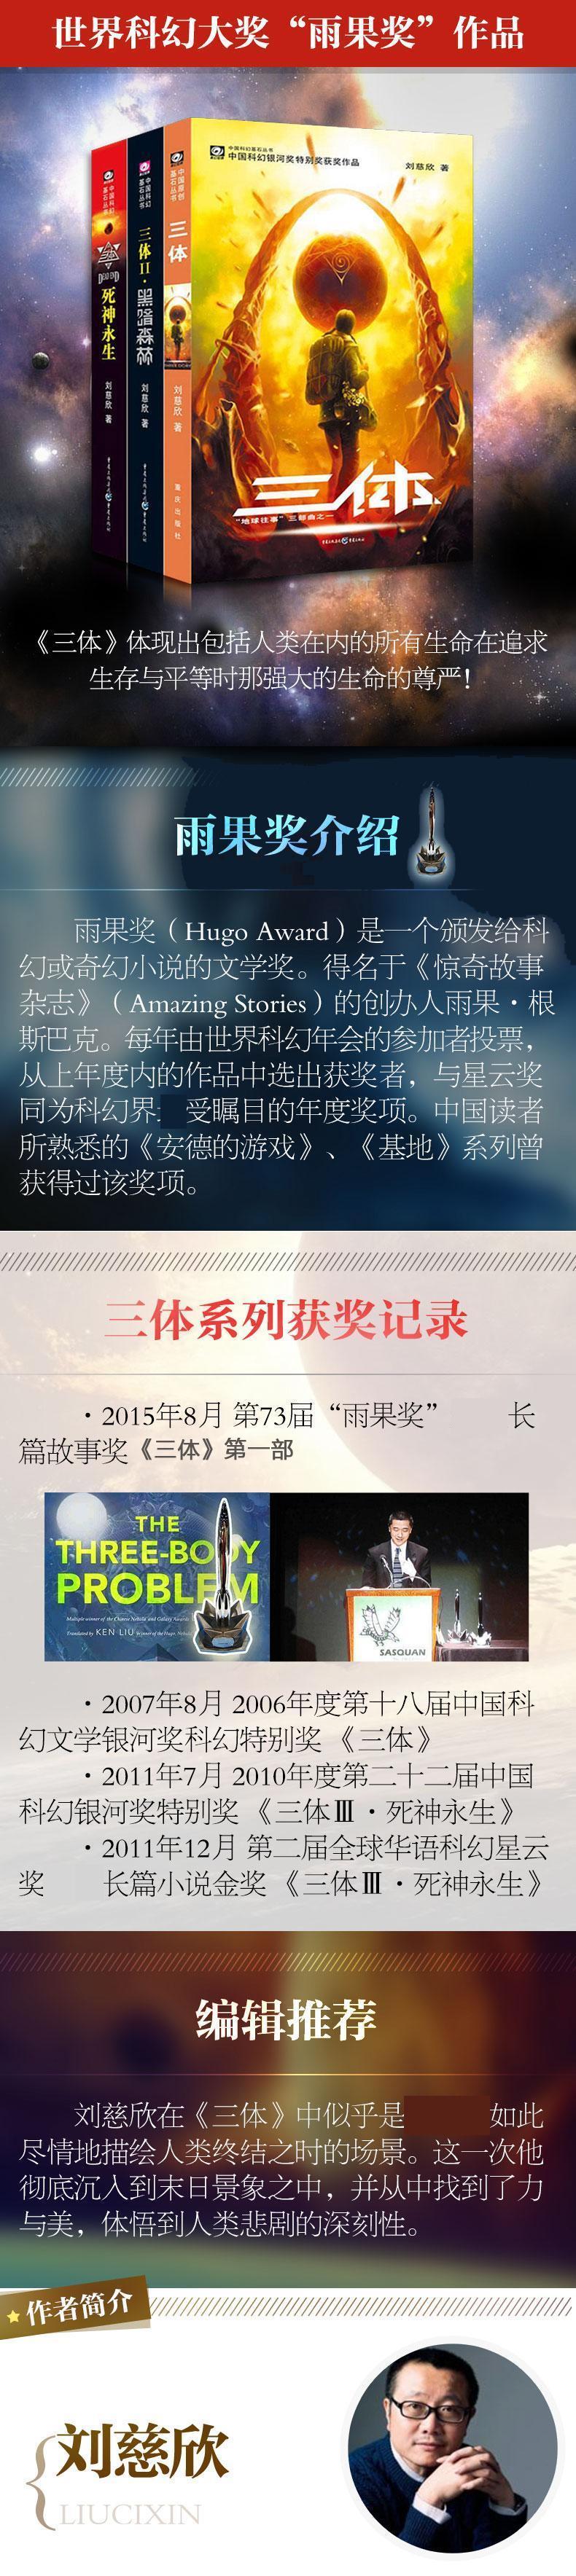 世界科幻大奖“雨果奖”作品
中国科幻基石丛书
中国科幻银河奖特别奖获奖作品
刘慈欣 著
三体
“地球往事”三部曲之一
中国科幻基石丛书
死神永生
刘慈欣 著
中国科幻基石丛书
三体II·黑暗森林
刘慈欣 著
中国原创基石丛书
三体
刘慈欣 著
重庆出版社
《三体》体现出包括人类在内的所有生命在追求
生存与平等时那强大的生命的尊严！
雨果奖介绍
雨果奖（Hugo Award）是一个颁发给科
幻或奇幻小说的文学奖。得名于《惊奇故事
杂志》（Amazing Stories）的创办人雨果·根
斯巴克。每年由世界科幻年会的参加者投票，
从上年度内的作品中选出获奖者，与星云奖
同为科幻界 受瞩目的年度奖项。中国读者
所熟悉的《安德的游戏》、《基地》系列曾
获得过该奖项。
三体系列获奖记录
·2015年8月 第73届“雨果奖” 长
篇故事奖《三体》第一部
THE
THREE-BODY
PROBLEM
Multiple winner of the Chinese Nebula and Galaxy Awards
Translated by KEN LIU winner of the Hugo, Nebula
SASQUAN
·2007年8月 2006年度第十八届中国科
幻文学银河奖科幻特别奖《三体》
·2011年7月 2010年度第二十二届中国
科幻银河奖特别奖《三体Ⅲ·死神永生》
·2011年12月 第二届全球华语科幻星云
奖 长篇小说金奖《三体Ⅲ·死神永生》
编辑推荐
刘慈欣在《三体》中似乎是 如此
尽情地描绘人类终结之时的场景。这一次他
彻底沉入到末日景象之中，并从中找到了力
与美，体悟到人类悲剧的深刻性。
作者简介
刘慈欣
LIUCIXIN